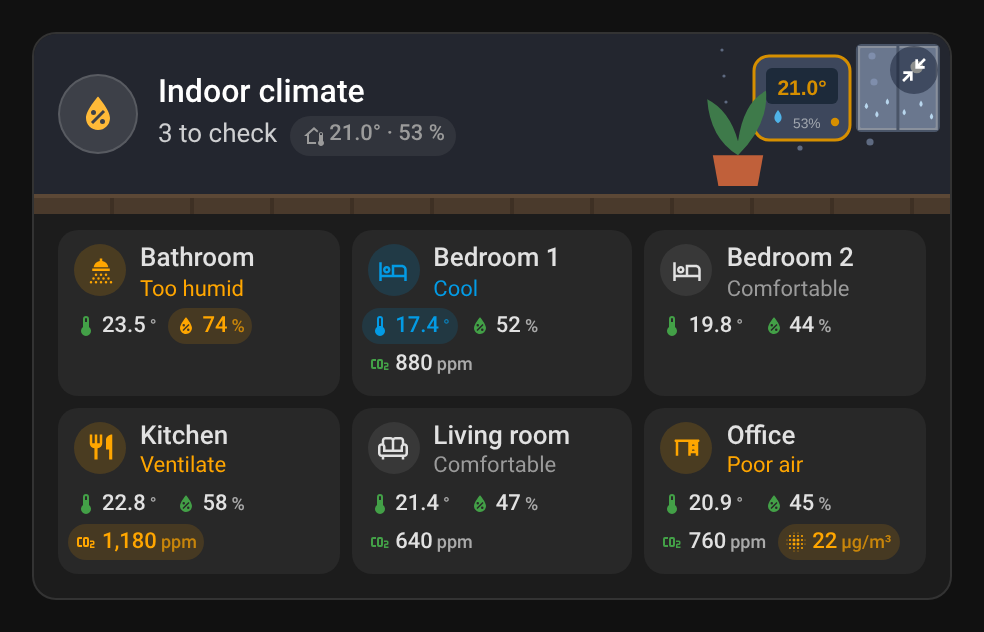 Indoor climate
3 to check 21.0° · 53 %
21.0°
53%
Bathroom
Too humid
23.5 ° 74 %
Bedroom 1
Cool
17.4 ° 52 %
CO₂ 880 ppm
Bedroom 2
Comfortable
19.8 ° 44 %
Kitchen
Ventilate
22.8 ° 58 %
CO₂ 1,180 ppm
Living room
Comfortable
21.4 ° 47 %
CO₂ 640 ppm
Office
Poor air
20.9 ° 45 %
CO₂ 760 ppm 22 µg/m³